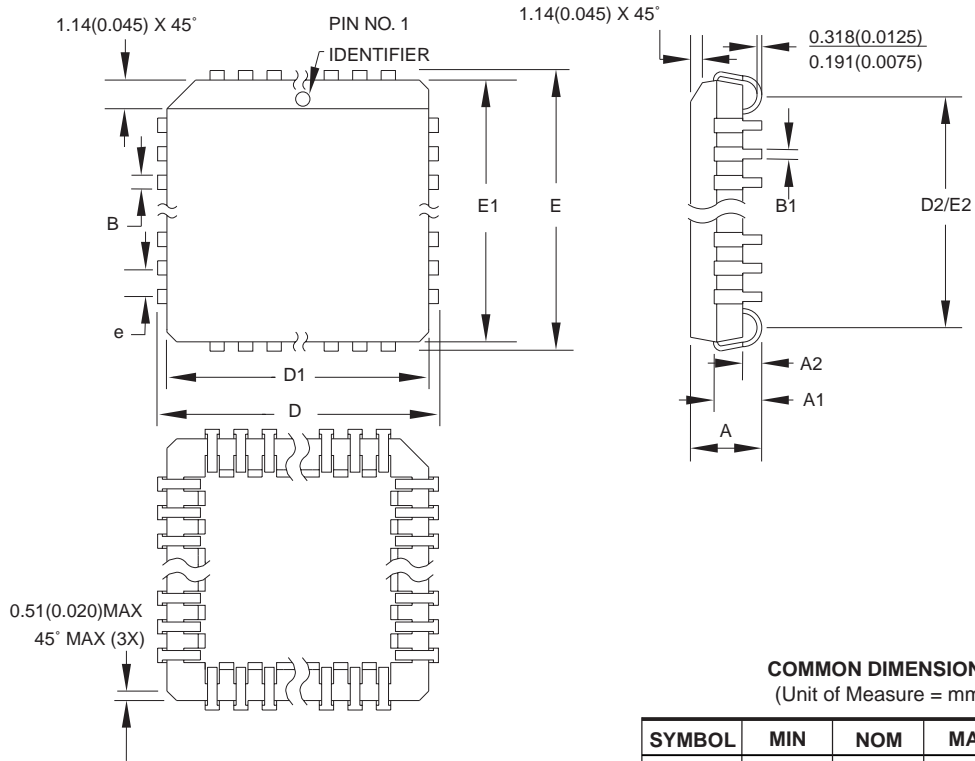 1.14(0.045) X 45˚
PIN NO. 1
IDENTIFIER
1.14(0.045) X 45˚
0.318(0.0125)
0.191(0.0075)
B
e
E1
E
B1
D2/E2
D1
D
A2
A1
A
0.51(0.020)MAX
45˚ MAX (3X)
COMMON DIMENSION
(Unit of Measure = mm
SYMBOL MIN NOM MA